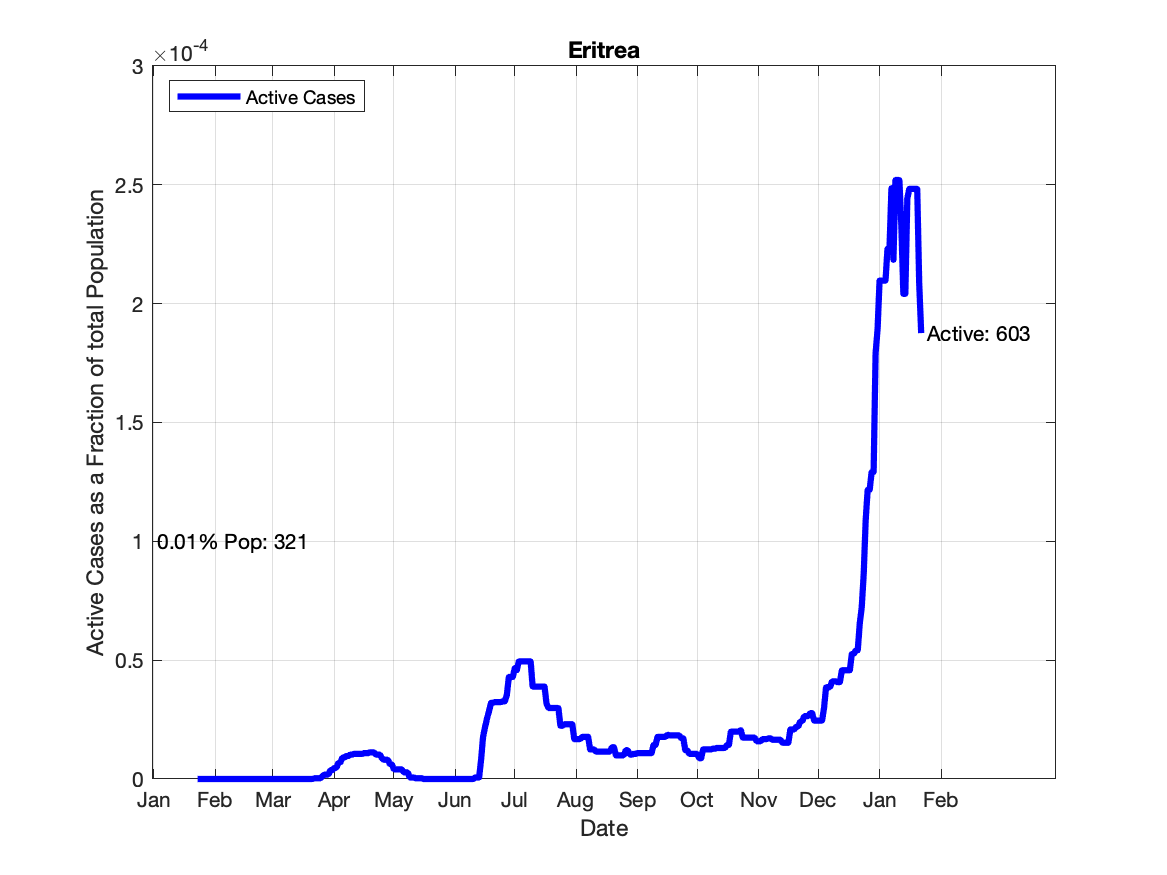 Eritrea
×10⁻⁴
3
2.5
2
1.5
1
0.5
0
Active Cases as a Fraction of total Population
Active Cases
Active: 603
0.01% Pop: 321
Jan Feb Mar Apr May Jun Jul Aug Sep Oct Nov Dec Jan Feb
Date